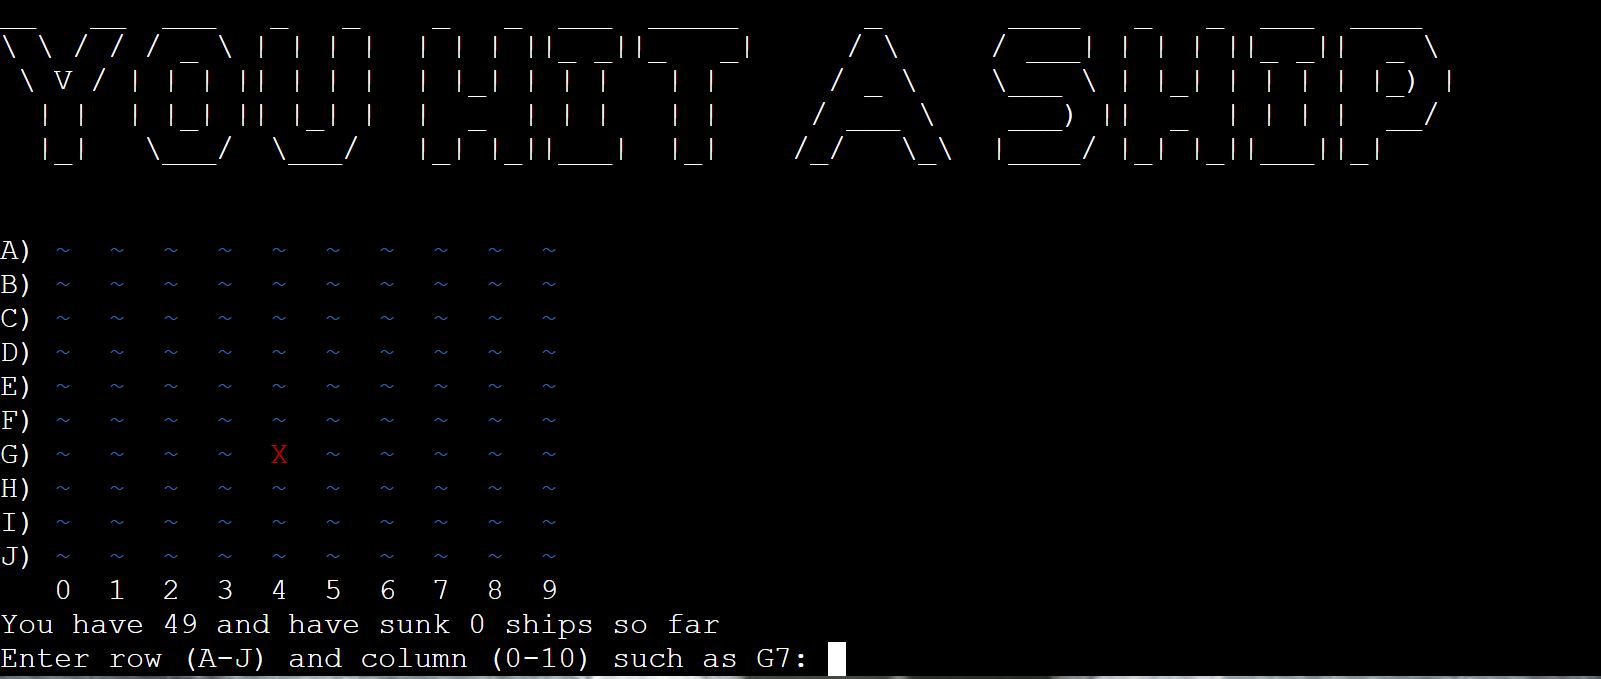 YOU HIT A SHIP
A) ~ ~ ~ ~ ~ ~ ~ ~ ~ ~
B) ~ ~ ~ ~ ~ ~ ~ ~ ~ ~
C) ~ ~ ~ ~ ~ ~ ~ ~ ~ ~
D) ~ ~ ~ ~ ~ ~ ~ ~ ~ ~
E) ~ ~ ~ ~ ~ ~ ~ ~ ~ ~
F) ~ ~ ~ ~ ~ ~ ~ ~ ~ ~
G) ~ ~ ~ ~ X ~ ~ ~ ~ ~
H) ~ ~ ~ ~ ~ ~ ~ ~ ~ ~
I) ~ ~ ~ ~ ~ ~ ~ ~ ~ ~
J) ~ ~ ~ ~ ~ ~ ~ ~ ~ ~
0 1 2 3 4 5 6 7 8 9
You have 49 and have sunk 0 ships so far
Enter row (A-J) and column (0-10) such as G7: